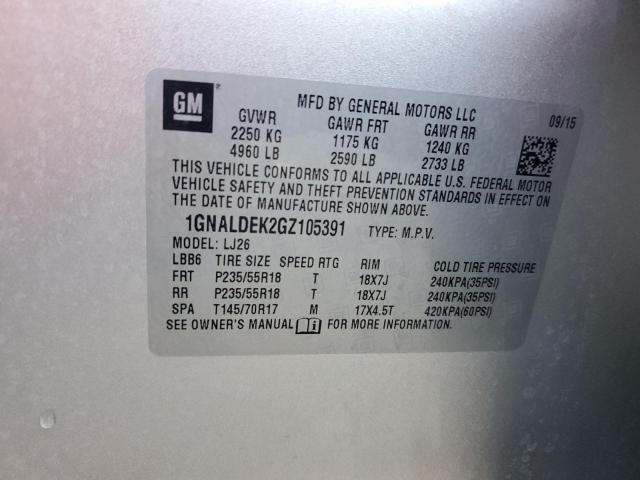 GM
MFD BY GENERAL MOTORS LLC 09/15
GVWR GAWR FRT GAWR RR
2250 KG 1175 KG 1240 KG
4960 LB 2590 LB 2733 LB
THIS VEHICLE CONFORMS TO ALL APPLICABLE U.S. FEDERAL MOTOR
VEHICLE SAFETY AND THEFT PREVENTION STANDARDS IN EFFECT ON
THE DATE OF MANUFACTURE SHOWN ABOVE.
1GNALDEK2GZ105391 TYPE: M.P.V.
MODEL: LJ26
LBB6 TIRE SIZE SPEED RTG RIM COLD TIRE PRESSURE
FRT P235/55R18 T 18X7J 240KPA(35PSI)
RR P235/55R18 T 18X7J 240KPA(35PSI)
SPA T145/70R17 M 17X4.5T 420KPA(60PSI)
SEE OWNER'S MANUAL FOR MORE INFORMATION.